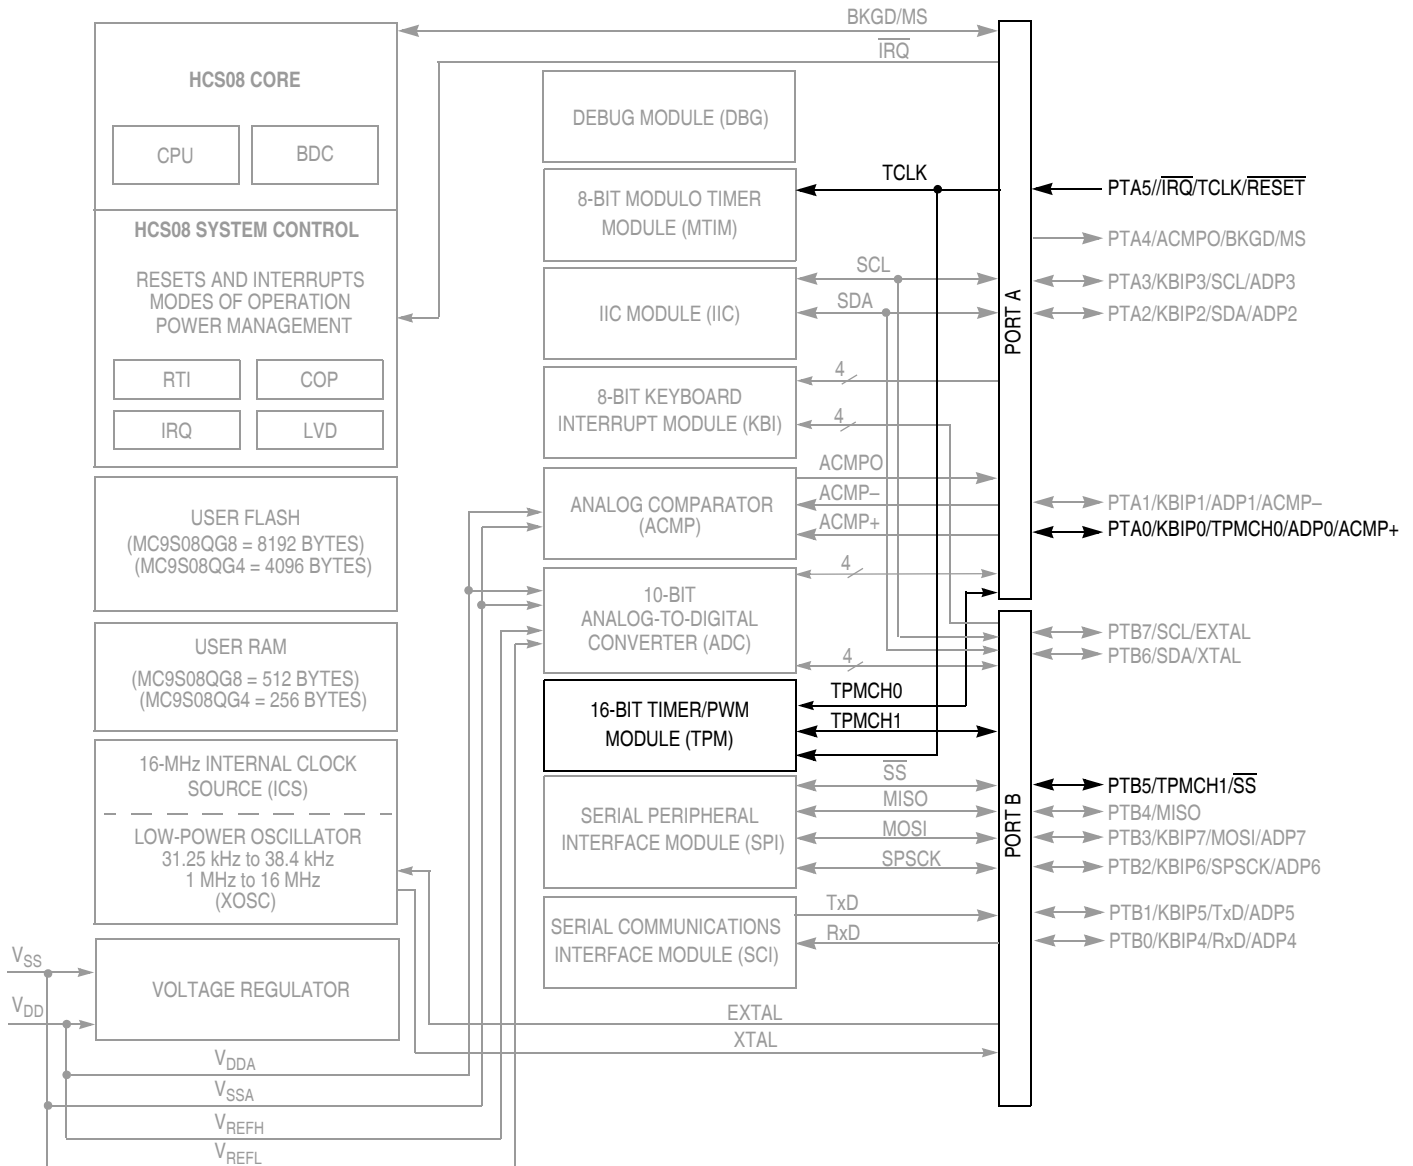 BKGD/MS
IRQ
HCS08 CORE
CPU
BDC
HCS08 SYSTEM CONTROL
RESETS AND INTERRUPTS
MODES OF OPERATION
POWER MANAGEMENT
RTI
COP
IRQ
LVD
USER FLASH
(MC9S08QG8 = 8192 BYTES)
(MC9S08QG4 = 4096 BYTES)
USER RAM
(MC9S08QG8 = 512 BYTES)
(MC9S08QG4 = 256 BYTES)
16-MHz INTERNAL CLOCK
SOURCE (ICS)
LOW-POWER OSCILLATOR
31.25 kHz to 38.4 kHz
1 MHz to 16 MHz
(XOSC)
VSS
VDD
VOLTAGE REGULATOR
VDDA
VSSA
VREFH
VREFL
DEBUG MODULE (DBG)
8-BIT MODULO TIMER
MODULE (MTIM)
TCLK
IIC MODULE (IIC)
SCL
SDA
8-BIT KEYBOARD
INTERRUPT MODULE (KBI)
4
4
ANALOG COMPARATOR
(ACMP)
ACMPO
ACMP–
ACMP+
10-BIT
ANALOG-TO-DIGITAL
CONVERTER (ADC)
4
4
16-BIT TIMER/PWM
MODULE (TPM)
TPMCH0
TPMCH1
SERIAL PERIPHERAL
INTERFACE MODULE (SPI)
SS
MISO
MOSI
SPSCK
SERIAL COMMUNICATIONS
INTERFACE MODULE (SCI)
TxD
RxD
EXTAL
XTAL
PORT A
PORT B
PTA5//IRQ/TCLK/RESET
PTA4/ACMPO/BKGD/MS
PTA3/KBIP3/SCL/ADP3
PTA2/KBIP2/SDA/ADP2
PTA1/KBIP1/ADP1/ACMP–
PTA0/KBIP0/TPMCH0/ADP0/ACMP+
PTB7/SCL/EXTAL
PTB6/SDA/XTAL
PTB5/TPMCH1/SS
PTB4/MISO
PTB3/KBIP7/MOSI/ADP7
PTB2/KBIP6/SPSCK/ADP6
PTB1/KBIP5/TxD/ADP5
PTB0/KBIP4/RxD/ADP4